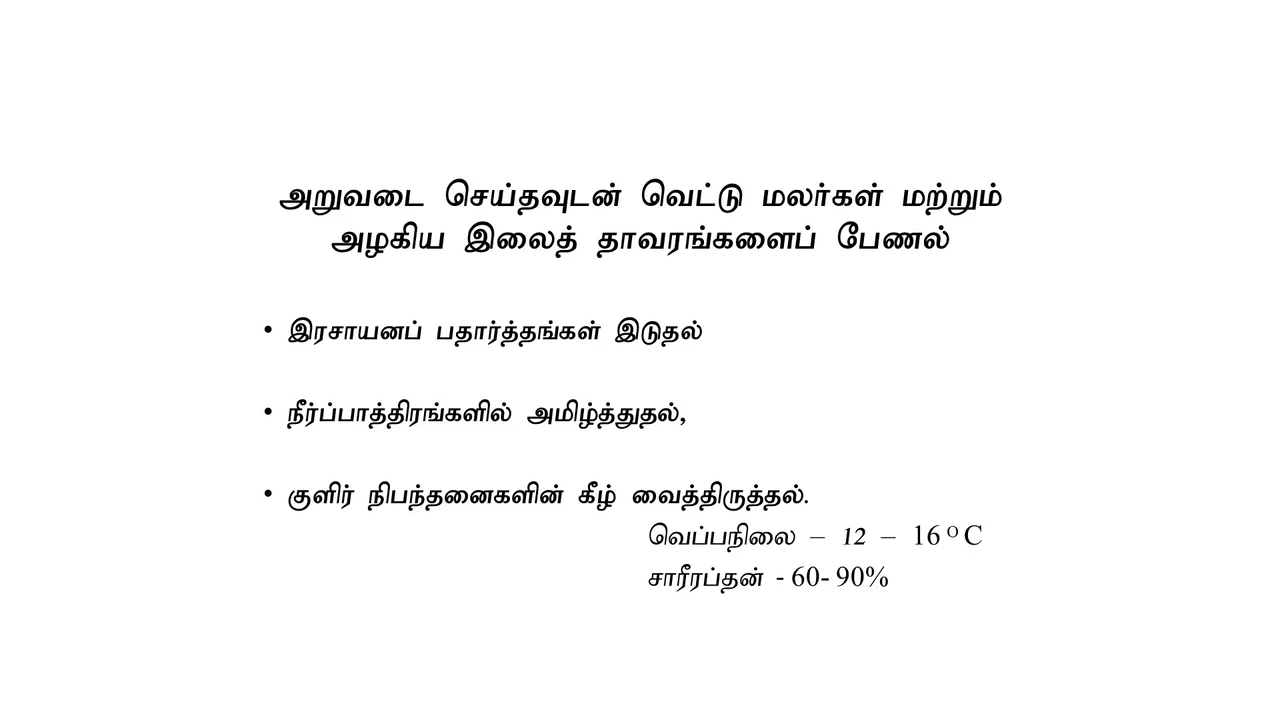 அறுவடை செய்தவுடன் வெட்டு மலர்கள் மற்றும்
அழகிய இலைத் தாவரங்களைப் பேணல்
• இரசாயனப் பதார்த்தங்கள் இடுதல்
• நீர்ப்பாத்திரங்களில் அமிழ்த்துதல்,
• குளிர் நிபந்தனைகளின் கீழ் வைத்திருத்தல்.
வெப்பநிலை – 12 – 16 ᴼ C
சாரீரப்தன் - 60- 90%